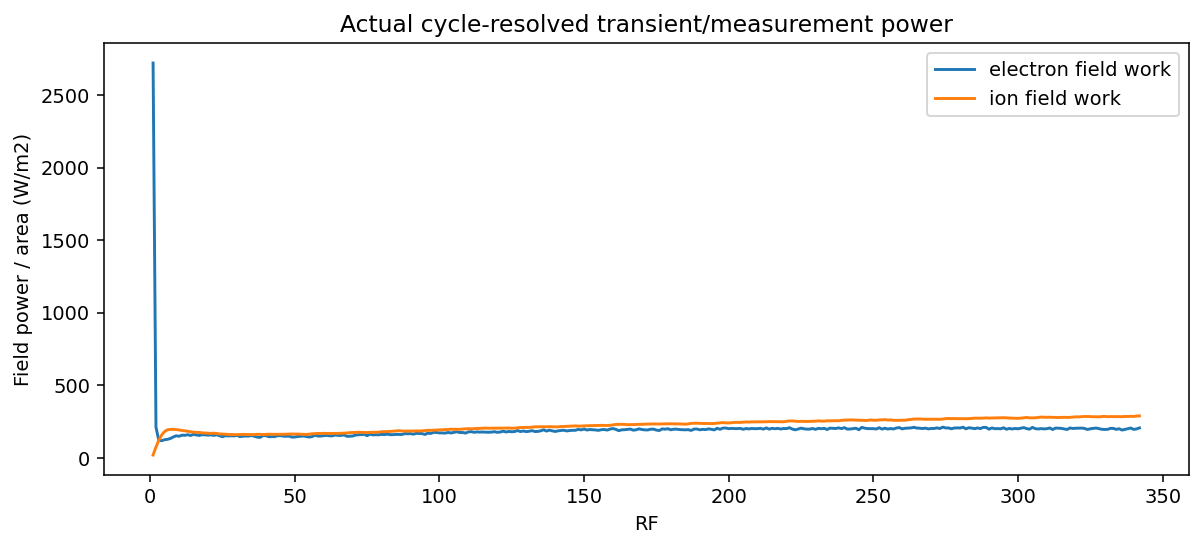 Actual cycle-resolved transient/measurement power
electron field work
ion field work
Field power / area (W/m2)
2500
2000
1500
1000
500
0
0 50 100 150 200 250 300 350
RF